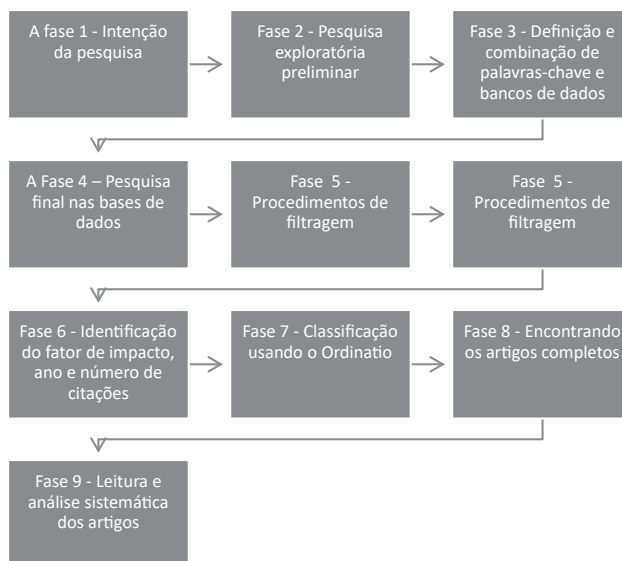 A fase 1 - Intenção
da pesquisa
Fase 2 - Pesquisa
exploratória
preliminar
Fase 3 - Definição e
combinação de
palavras-chave e
bancos de dados
A Fase 4 – Pesquisa
final nas bases de
dados
Fase 5 -
Procedimentos de
filtragem
Fase 5 -
Procedimentos de
filtragem
Fase 6 - Identificação
do fator de impacto,
ano e número de
citações
Fase 7 - Classificação
usando o Ordinatio
Fase 8 - Encontrando
os artigos completos
Fase 9 - Leitura e
análise sistemática
dos artigos